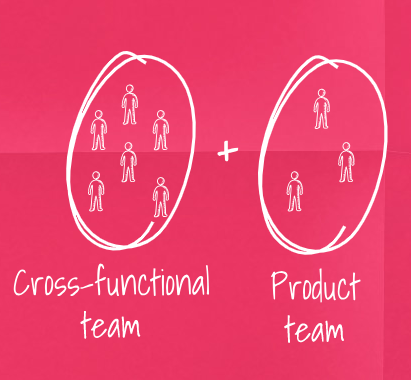 +
Cross-functional
team
Product
team